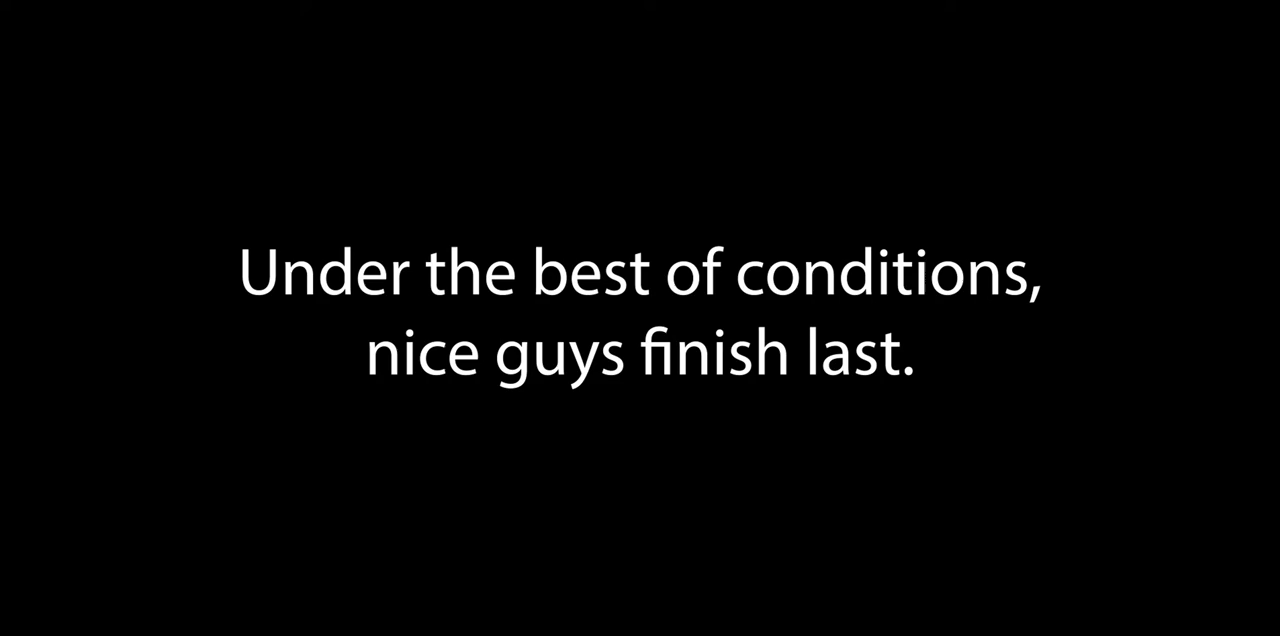 Under the best of conditions,
nice guys finish last.